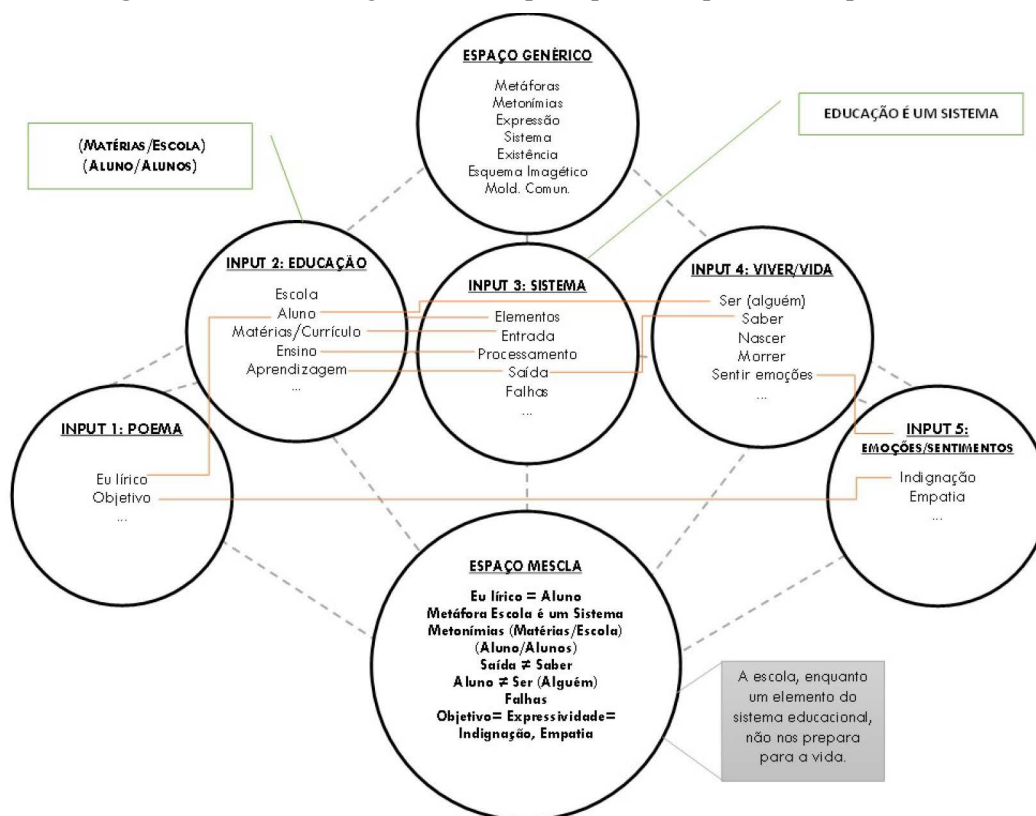 ESPAÇO GENÉRICO
Metáforas
Metonímias
Expressão
Sistema
Existência
Esquema Imagético
Mold. Comun.
EDUCAÇÃO É UM SISTEMA
(MATÉRIAS/ESCOLA)
(ALUNO/ALUNOS)
INPUT 2: EDUCAÇÃO
Escola
Aluno
Matérias/Currículo
Ensino
Aprendizagem
...
INPUT 3: SISTEMA
Elementos
Entrada
Processamento
Saída
Falhas
...
INPUT 4: VIVER/VIDA
Ser (alguém)
Saber
Nascer
Morrer
Sentir emoções
...
INPUT 1: POEMA
Eu lírico
Objetivo
...
INPUT 5:
EMOÇÕES/SENTIMENTOS
Indignação
Empatia
...
ESPAÇO MESCLA
Eu lírico = Aluno
Metáfora Escola é um Sistema
Metonímias (Matérias/Escola)
(Aluno/Alunos)
Saída ≠ Saber
Aluno ≠ Ser (Alguém)
Falhas
Objetivo= Expressividade=
Indignação, Empatia
A escola, enquanto
um elemento do
sistema educacional,
não nos prepara
para a vida.